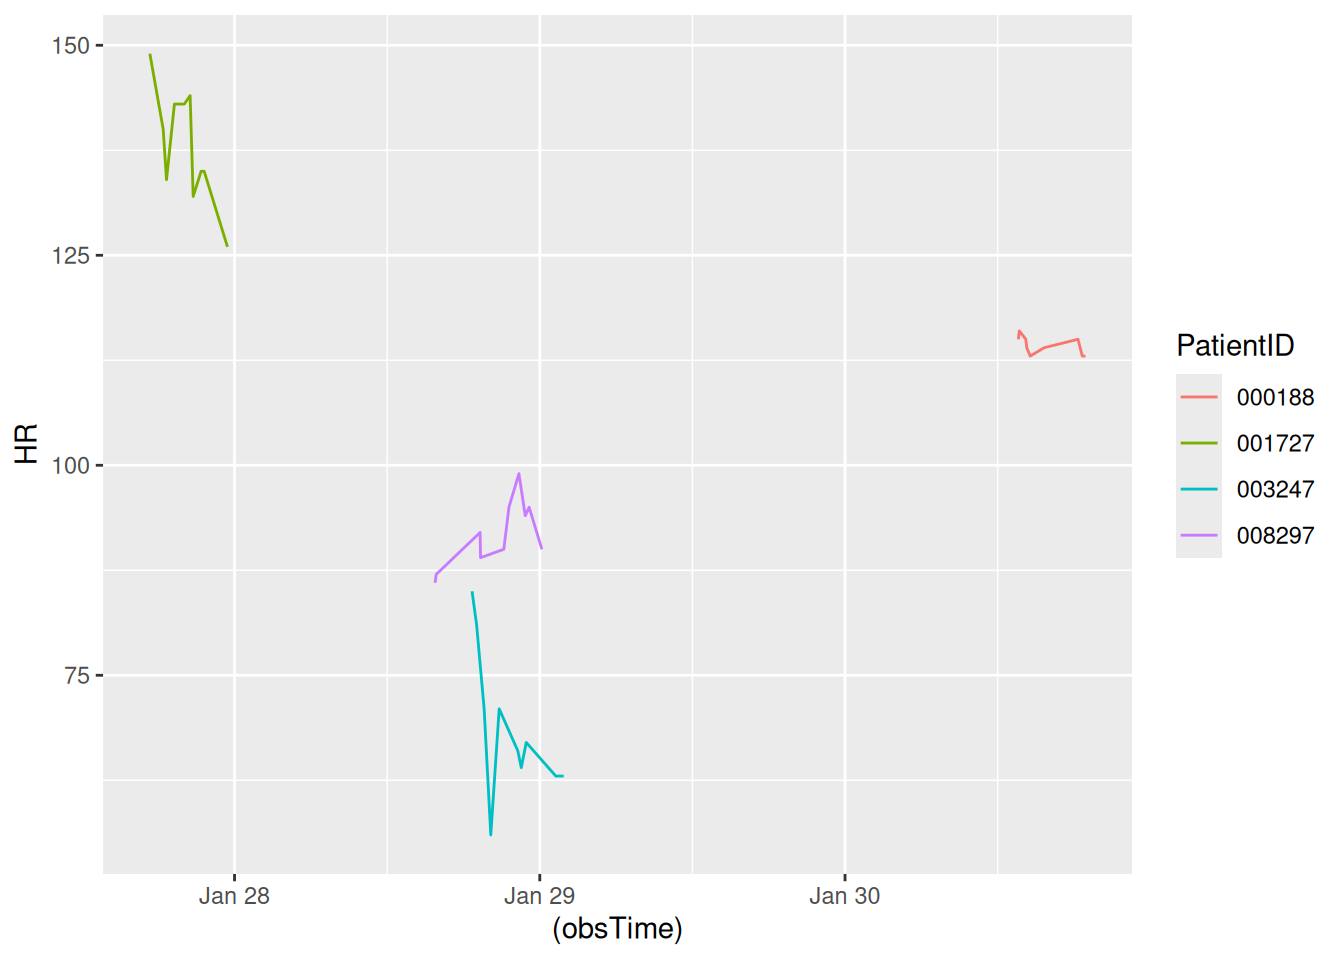 150
125
100
75
HR
Jan 28
Jan 29
Jan 30
(obsTime)
PatientID
000188
001727
003247
008297